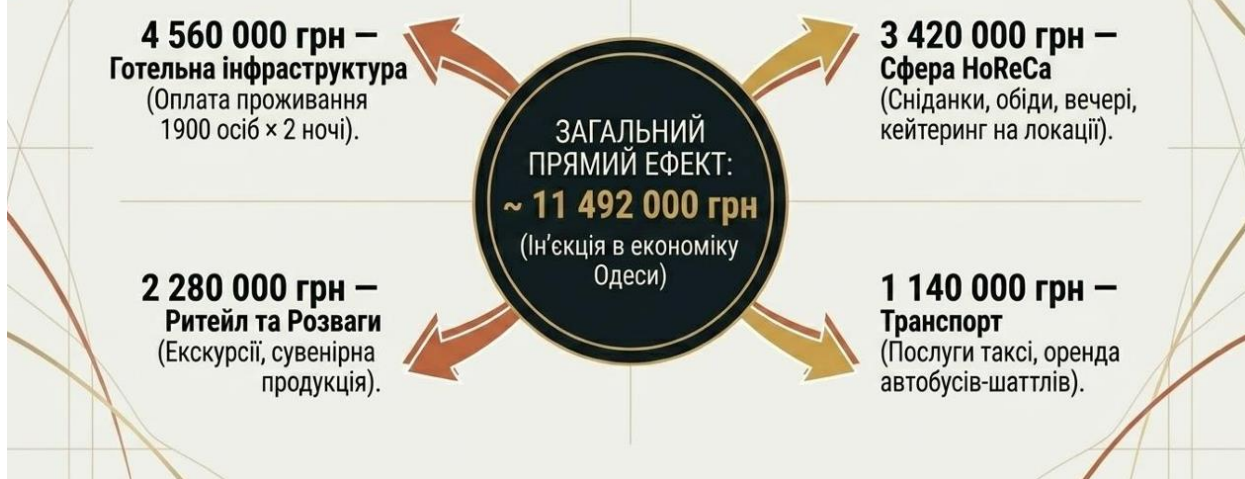 4 560 000 грн —
Готельна інфраструктура
(Оплата проживання
1900 осіб × 2 ночі).
3 420 000 грн —
Сфера HoReCa
(Сніданки, обіди, вечері,
кейтеринг на локації).
ЗАГАЛЬНИЙ
ПРЯМИЙ ЕФЕКТ:
~ 11 492 000 грн
(Ін’єкція в економіку
Одеси)
2 280 000 грн —
Ритейл та Розваги
(Екскурсії, сувенірна
продукція).
1 140 000 грн —
Транспорт
(Послуги таксі, оренда
автобусів-шаттлів).